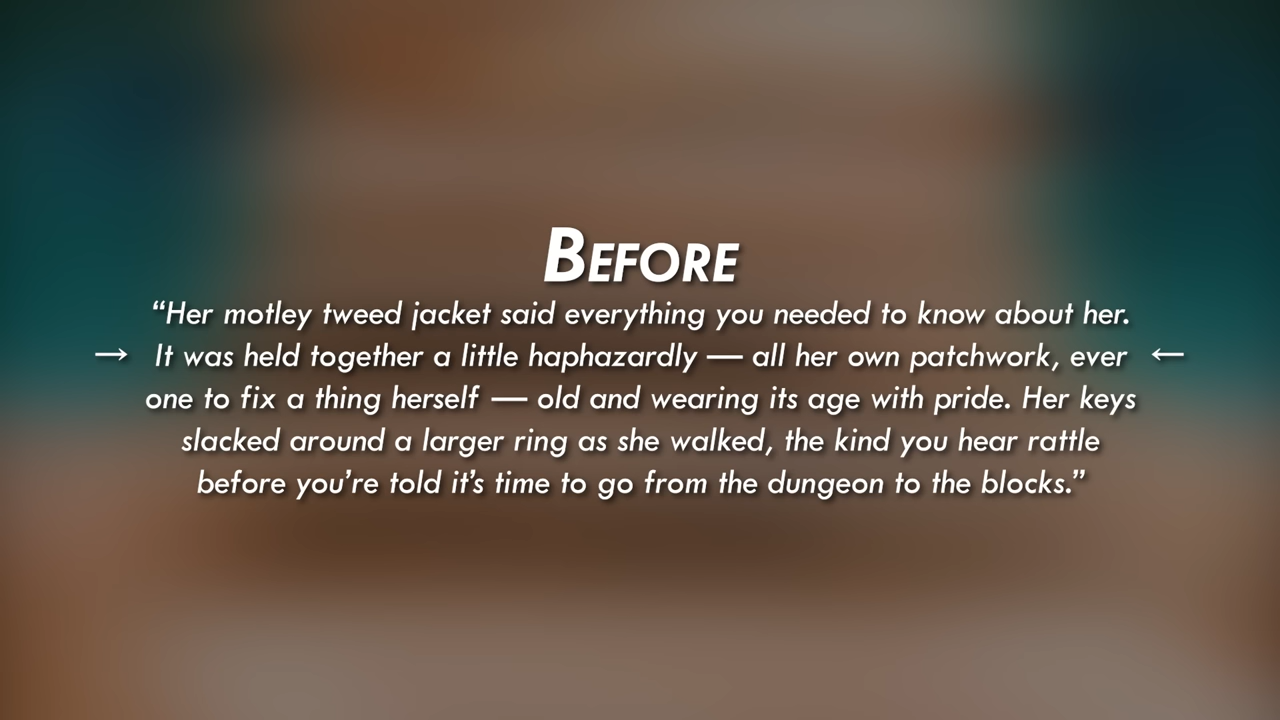 Before
“Her motley tweed jacket said everything you needed to know about her.
→ It was held together a little haphazardly — all her own patchwork, ever ←
one to fix a thing herself — old and wearing its age with pride. Her keys
slacked around a larger ring as she walked, the kind you hear rattle
before you’re told it’s time to go from the dungeon to the blocks.”